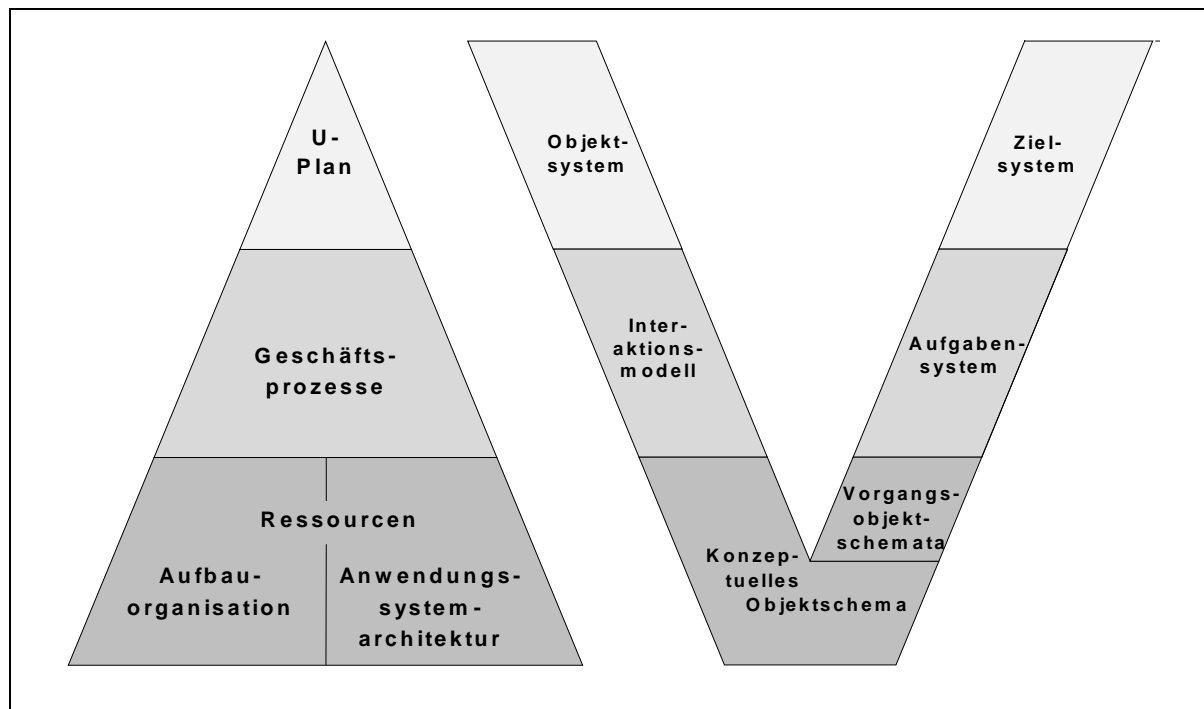 U-
Plan
Geschäfts-
prozesse
Ressourcen
Aufbau-
organisation
Anwendungs-
system-
architektur
Objekt-
system
Inter-
aktions-
modell
Konzep-
tuelles
Objektschema
Ziel-
system
Aufgaben-
system
Vorgangs-
objekt-
schemata